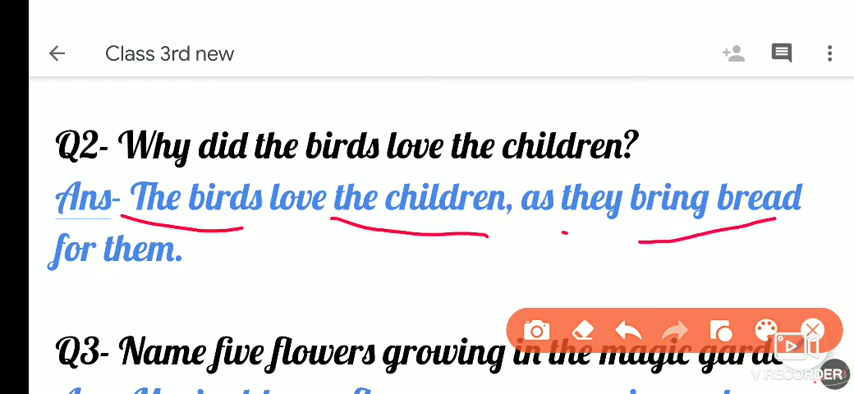 Class 3rd new
Q2- Why did the birds love the children?
Ans- The birds love the children, as they bring bread
for them.
Q3- Name five flowers growing in the magic
V RECORDER